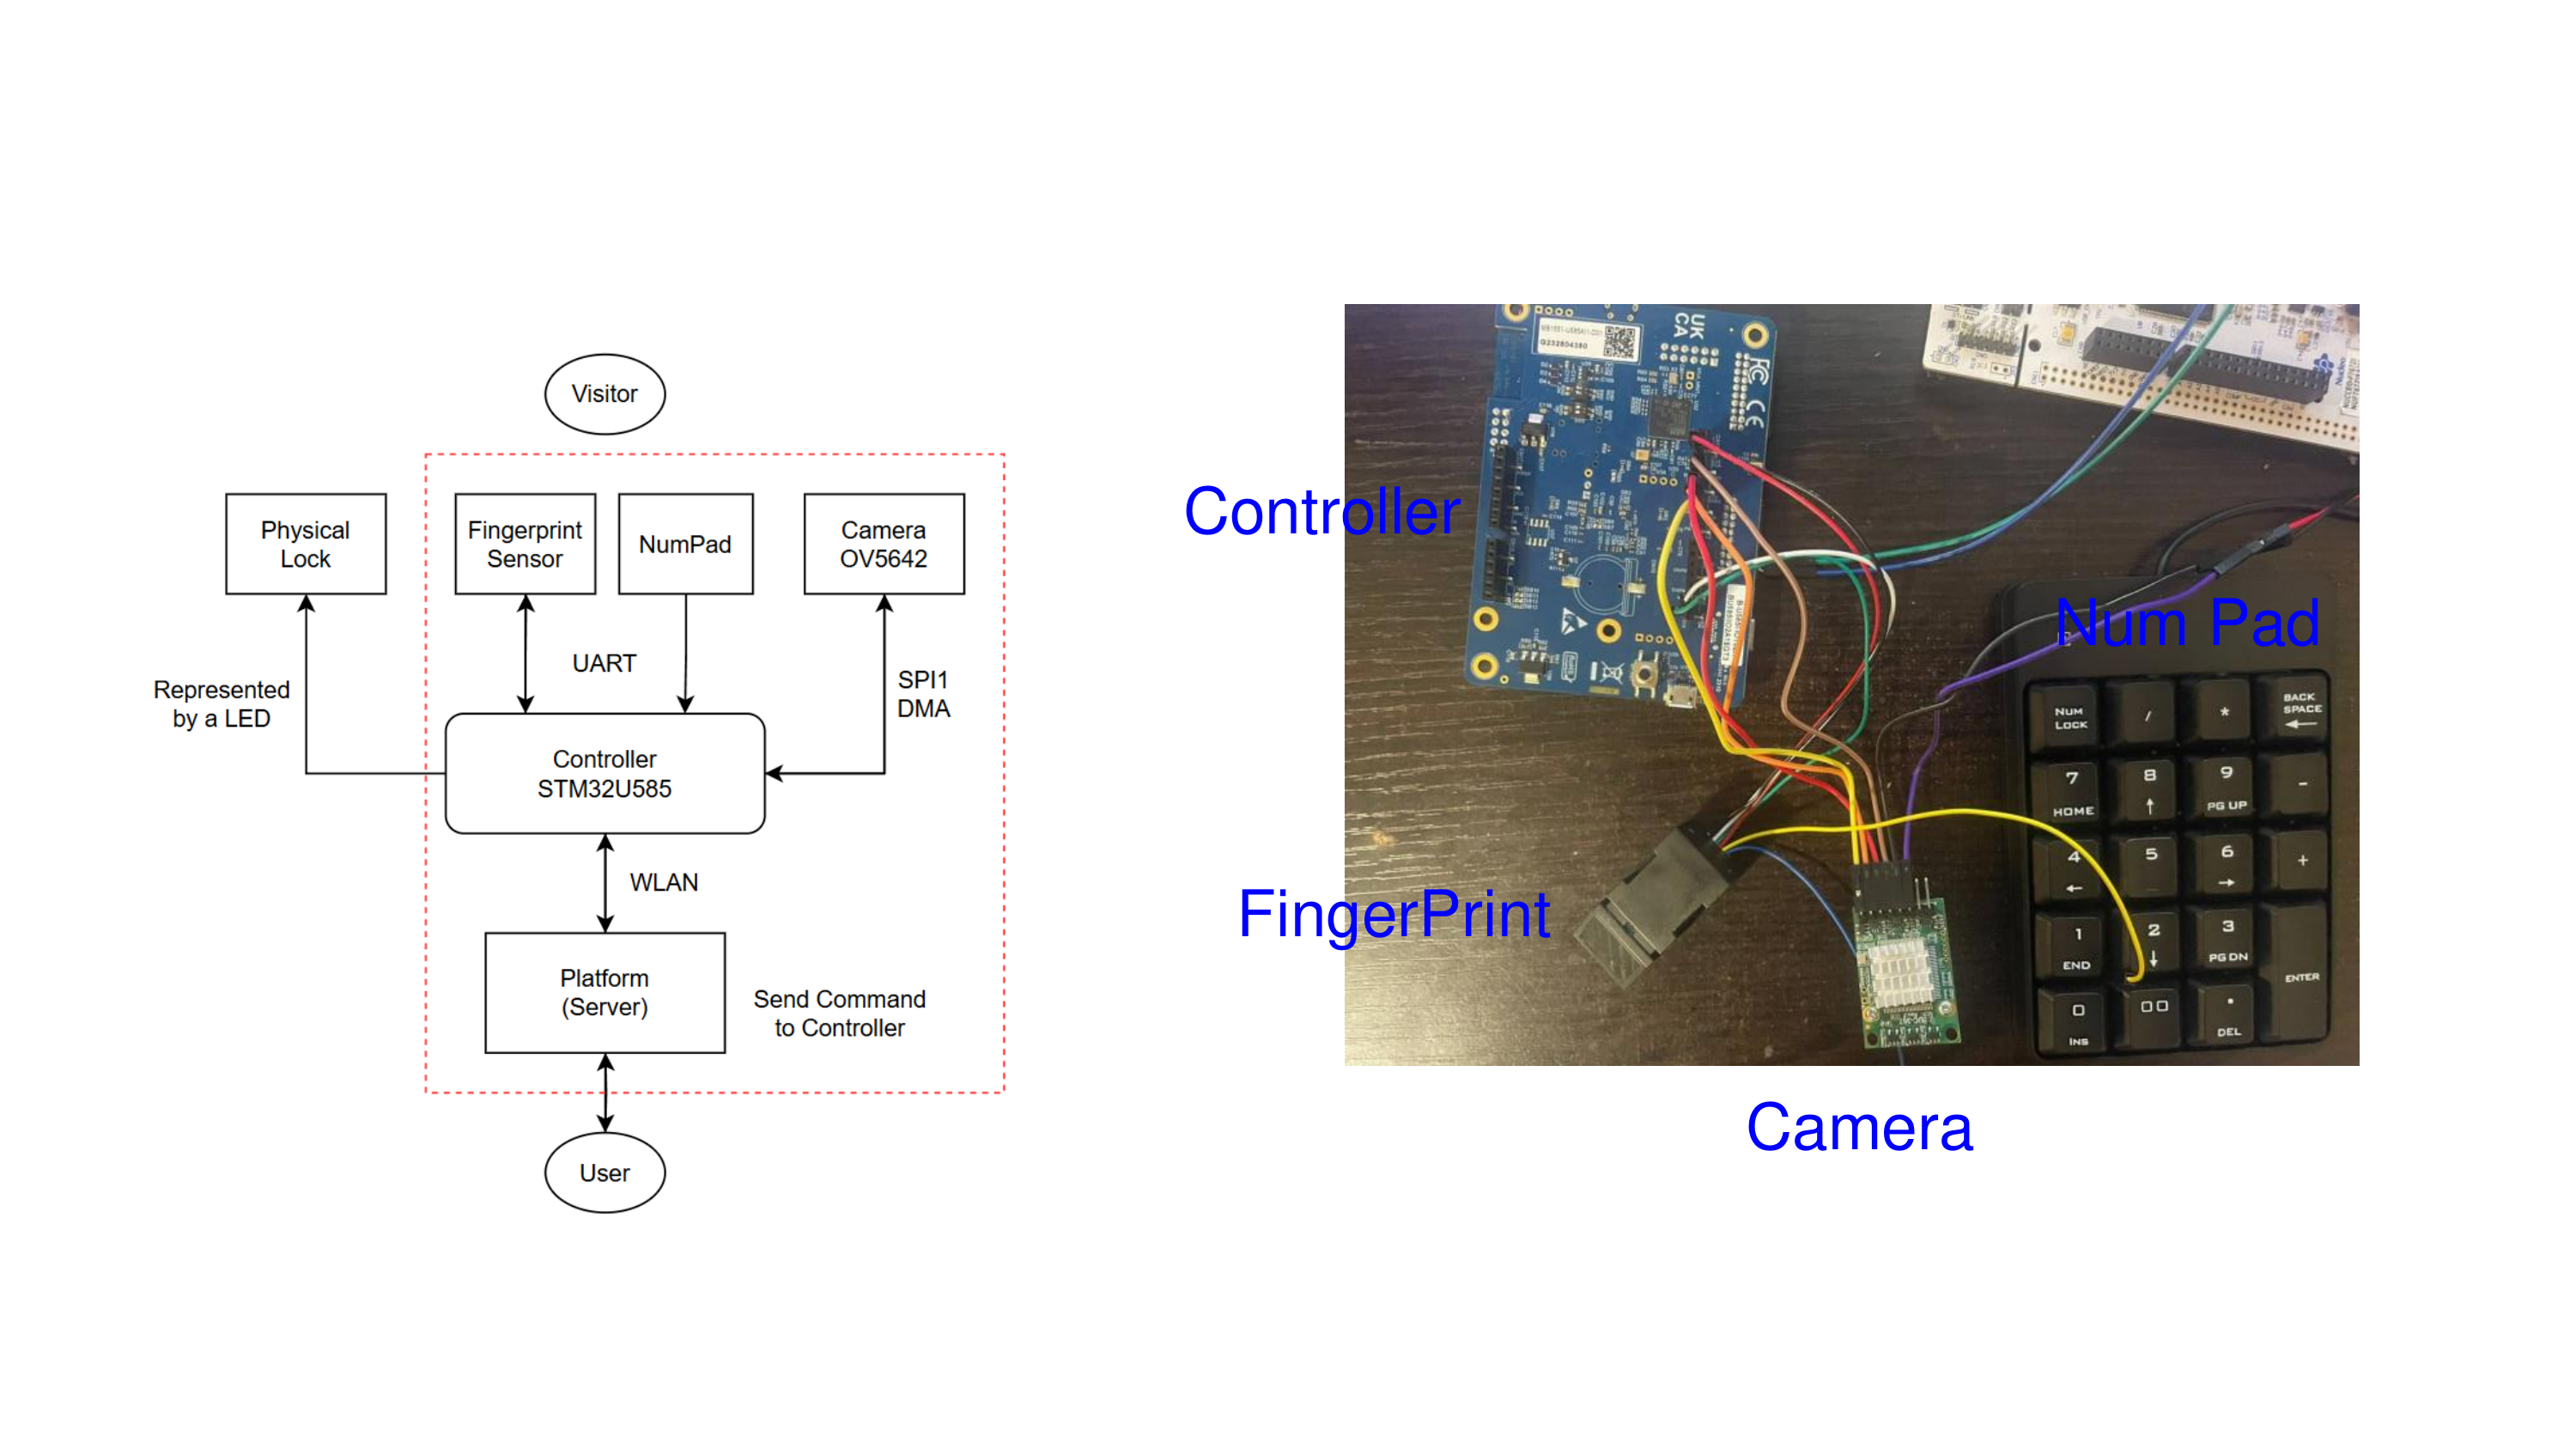 Visitor
Physical
Lock
Fingerprint
Sensor
NumPad
Camera
OV5642
UART
SPI1
DMA
Represented
by a LED
Controller
STM32U585
WLAN
Platform
(Server)
Send Command
to Controller
User
Controller
FingerPrint
Camera
Num Pad
UK
CA
FC CE
NUM
LOCK
/
*
BACK
SPACE
7
HOME
8
9
PG UP
-
4
5
6
+
1
END
2
3
PG DN
ENTER
0
INS
00
.
DEL